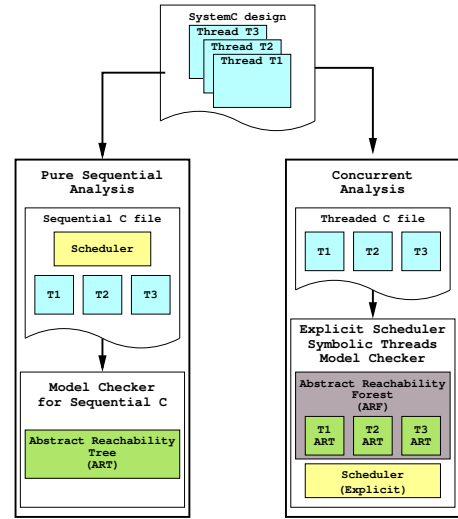 SystemC design
Thread T3
Thread T2
Thread T1
Pure Sequential
Analysis
Sequential C file
Scheduler
T1 T2 T3
Model Checker
for Sequential C
Abstract Reachability
Tree
(ART)
Concurrent
Analysis
Threaded C file
T1 T2 T3
Explicit Scheduler
Symbolic Threads
Model Checker
Abstract Reachability
Forest
(ARF)
T1 T2 T3
ART ART ART
Scheduler
(Explicit)